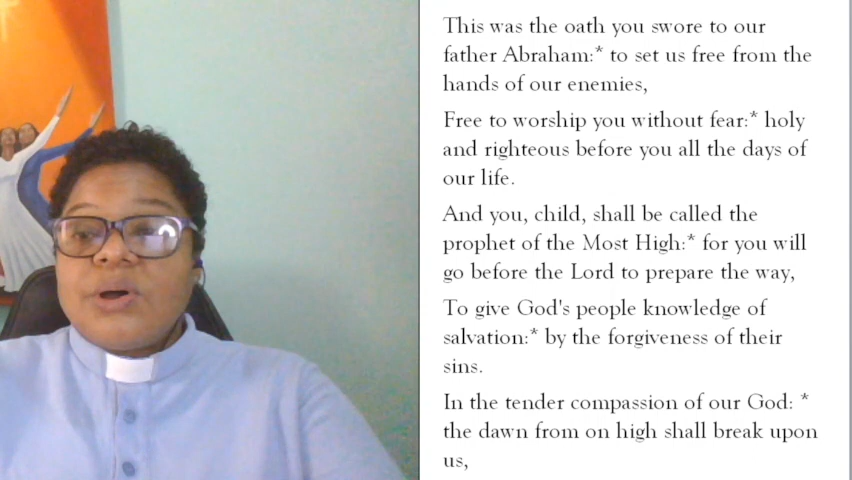 This was the oath you swore to our
father Abraham:* to set us free from the
hands of our enemies,
Free to worship you without fear:* holy
and righteous before you all the days of
our life.
And you, child, shall be called the
prophet of the Most High:* for you will
go before the Lord to prepare the way,
To give God's people knowledge of
salvation:* by the forgiveness of their
sins.
In the tender compassion of our God: *
the dawn from on high shall break upon
us,